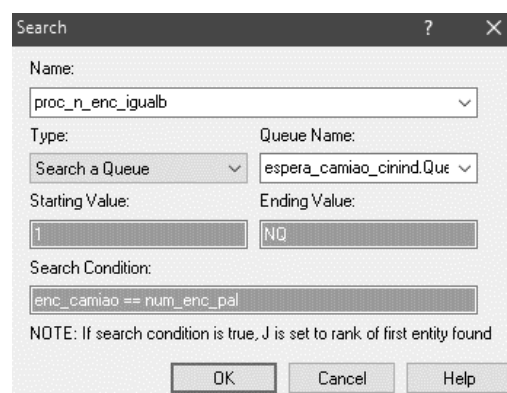 Search ? X
Name:
proc_n_enc_igualb
Type: Queue Name:
Search a Queue espera_camiao_cinind.Que
Starting Value: Ending Value:
1 NQ
Search Condition:
enc_camiao == num_enc_pal
NOTE: If search condition is true, J is set to rank of first entity found
OK Cancel Help